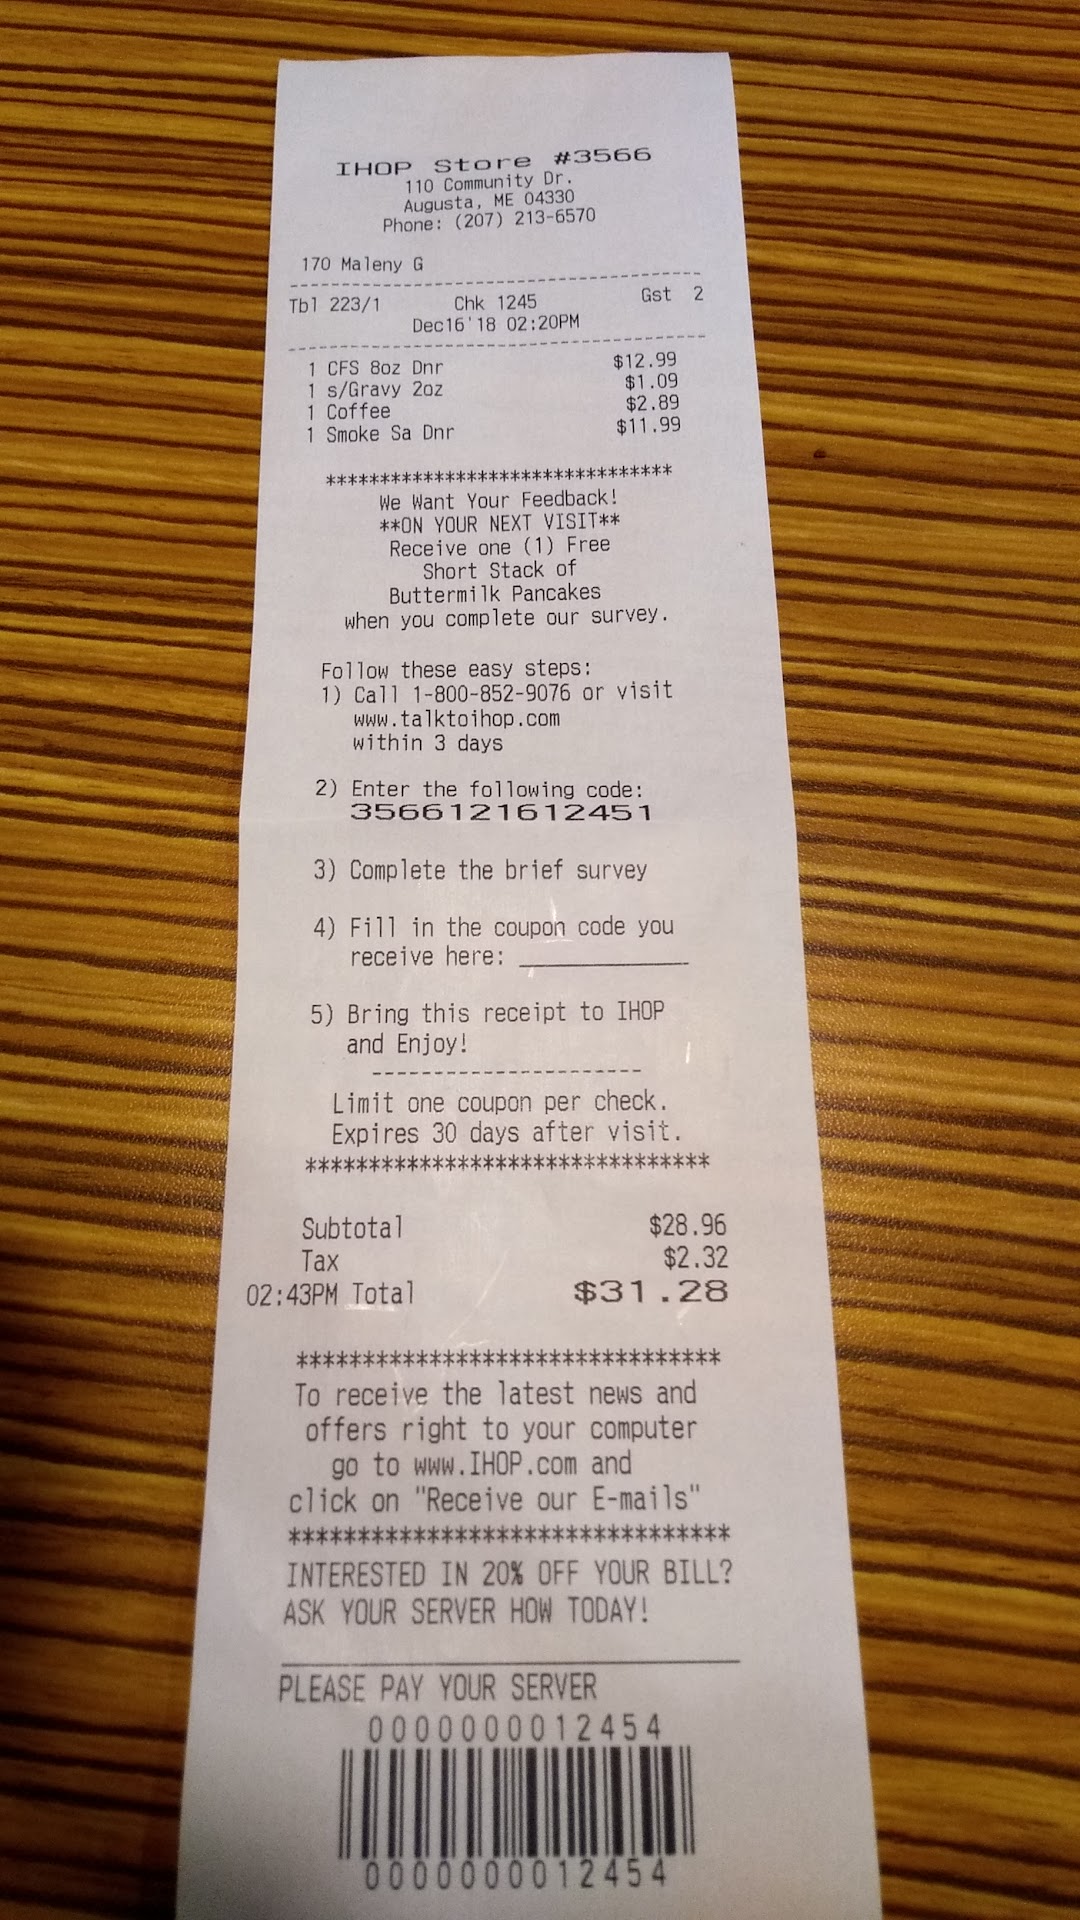 IHOP Store #3566
110 Community Dr.
Augusta, ME 04330
Phone: (207) 213-6570
170 Maleny G
--------------------------------
Tbl 223/1 Chk 1245 Gst 2
Dec16'18 02:20PM
--------------------------------
1 CFS 8oz Dnr $12.99
1 s/Gravy 2oz $1.09
1 Coffee $2.89
1 Smoke Sa Dnr $11.99
********************************
We Want Your Feedback!
**ON YOUR NEXT VISIT**
Receive one (1) Free
Short Stack of
Buttermilk Pancakes
when you complete our survey.
Follow these easy steps:
1) Call 1-800-852-9076 or visit
www.talktoihop.com
within 3 days
2) Enter the following code:
3566121612451
3) Complete the brief survey
4) Fill in the coupon code you
receive here: ____________
5) Bring this receipt to IHOP
and Enjoy!
----------------------
Limit one coupon per check.
Expires 30 days after visit.
********************************
Subtotal $28.96
Tax $2.32
02:43PM Total $31.28
********************************
To receive the latest news and
offers right to your computer
go to www.IHOP.com and
click on "Receive our E-mails"
********************************
INTERESTED IN 20% OFF YOUR BILL?
ASK YOUR SERVER HOW TODAY!
PLEASE PAY YOUR SERVER
0000000012454
0000000012454